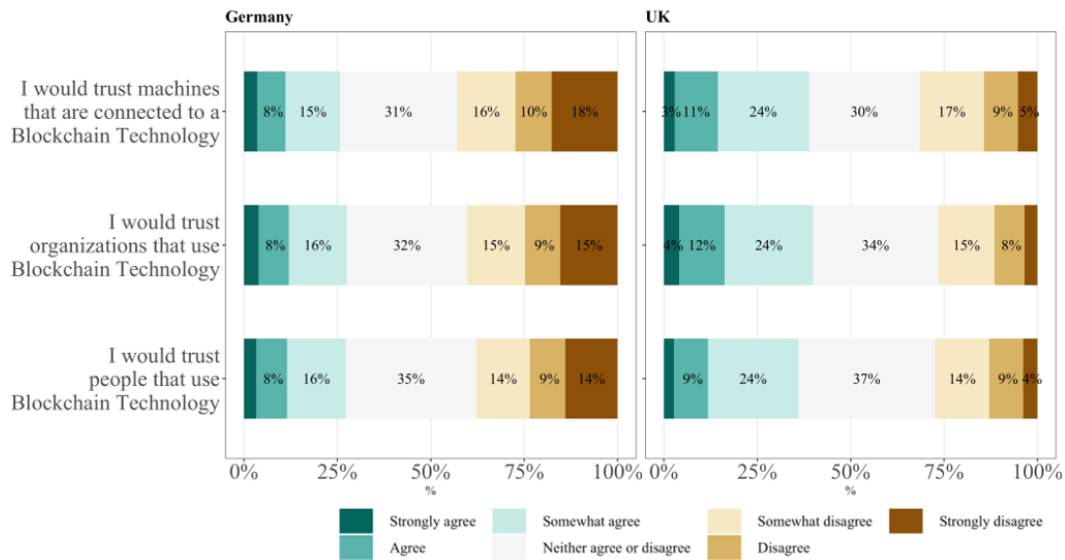 Germany
UK
I would trust machines
that are connected to a
Blockchain Technology
8% 15% 31% 16% 10% 18%
3% 11% 24% 30% 17% 9% 5%
I would trust
organizations that use
Blockchain Technology
8% 16% 32% 15% 9% 15%
4% 12% 24% 34% 15% 8%
I would trust
people that use
Blockchain Technology
8% 16% 35% 14% 9% 14%
9% 24% 37% 14% 9% 4%
0% 25% 50% 75% 100%
0% 25% 50% 75% 100%
%
%
Strongly agree
Somewhat agree
Somewhat disagree
Strongly disagree
Agree
Neither agree or disagree
Disagree